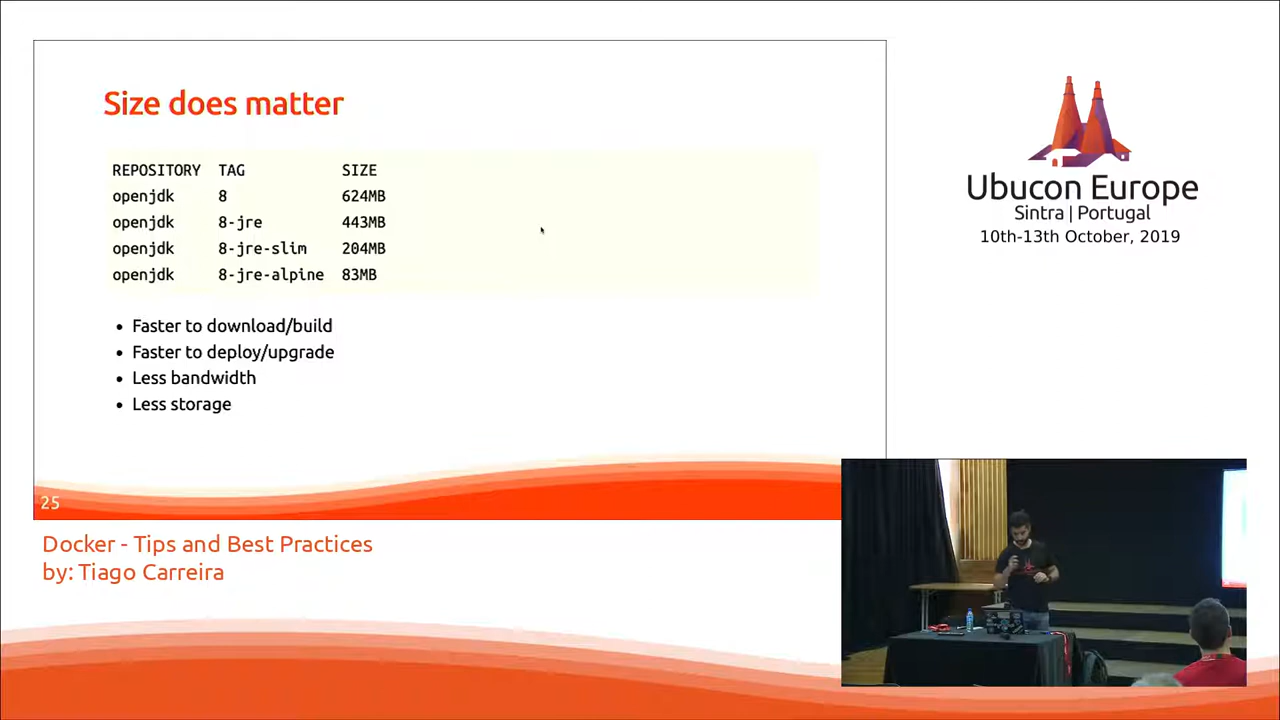 Size does matter
REPOSITORY TAG SIZE
openjdk 8 624MB
openjdk 8-jre 443MB
openjdk 8-jre-slim 204MB
openjdk 8-jre-alpine 83MB
• Faster to download/build
• Faster to deploy/upgrade
• Less bandwidth
• Less storage
25
Docker - Tips and Best Practices
by: Tiago Carreira
Ubucon Europe
Sintra | Portugal
10th-13th October, 2019